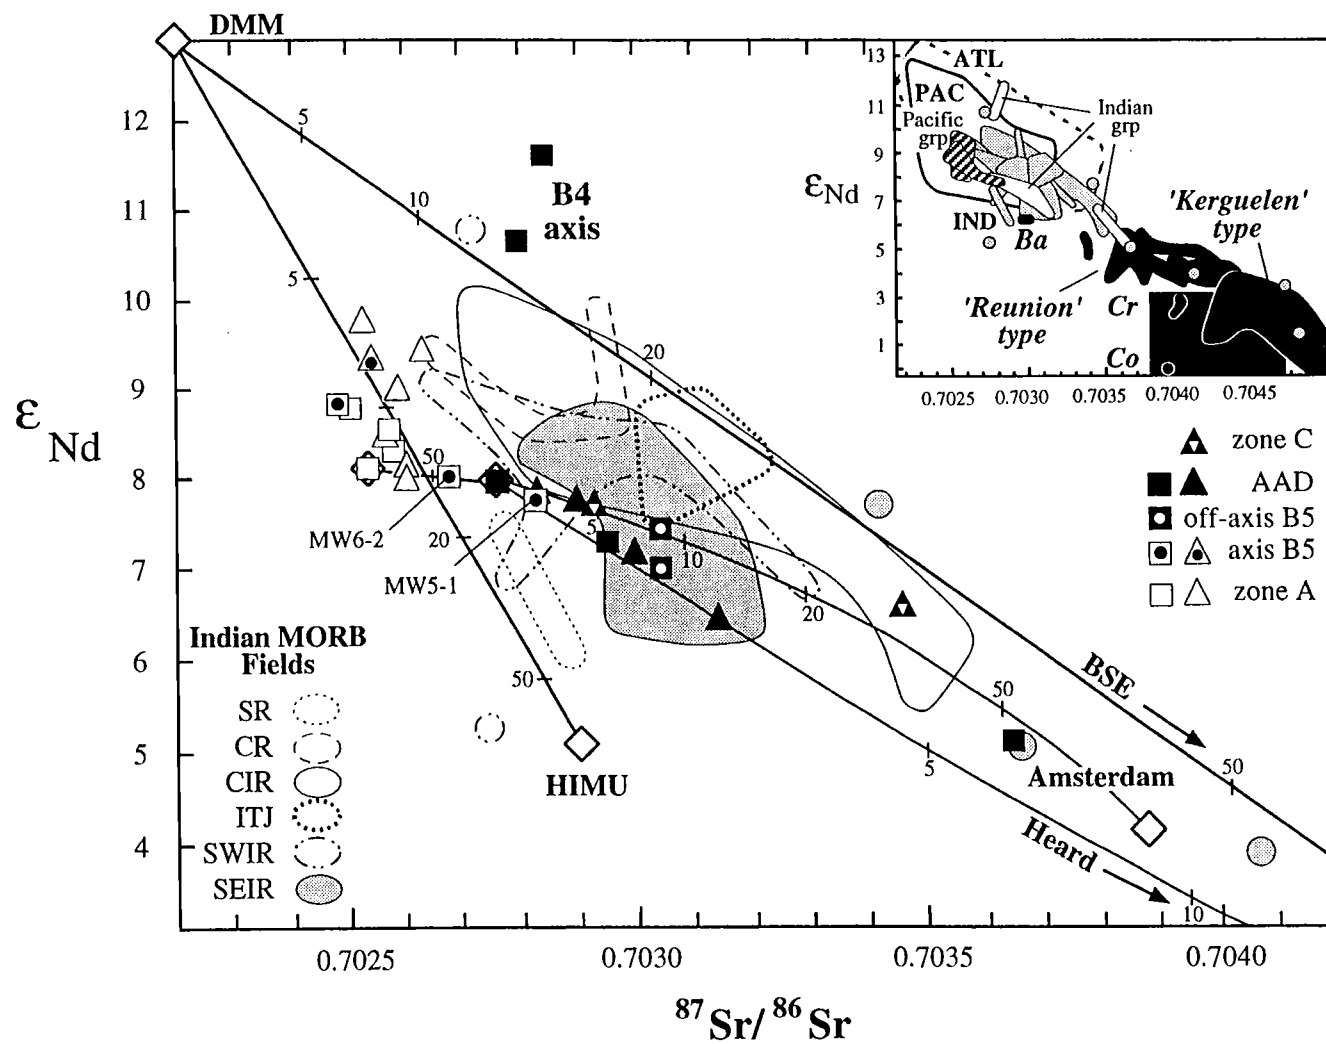 DMM
12
11
10
9
8
7
6
5
4
ε Nd
5
10
20
50
5
50
20
50
5
10
20
50
5
10
B4
axis
MW6-2
MW5-1
HIMU
BSE
Amsterdam
Heard
Indian MORB
Fields
SR
CR
CIR
ITJ
SWIR
SEIR
0.7025
0.7030
0.7035
0.7040
87Sr/86Sr
13
11
9
7
5
3
1
εNd
ATL
PAC
Pacific
grp
Indian
grp
IND
Ba
'Kerguelen'
type
'Reunion'
type
Cr
Co
0.7025
0.7030
0.7035
0.7040
0.7045
zone C
AAD
off-axis B5
axis B5
zone A